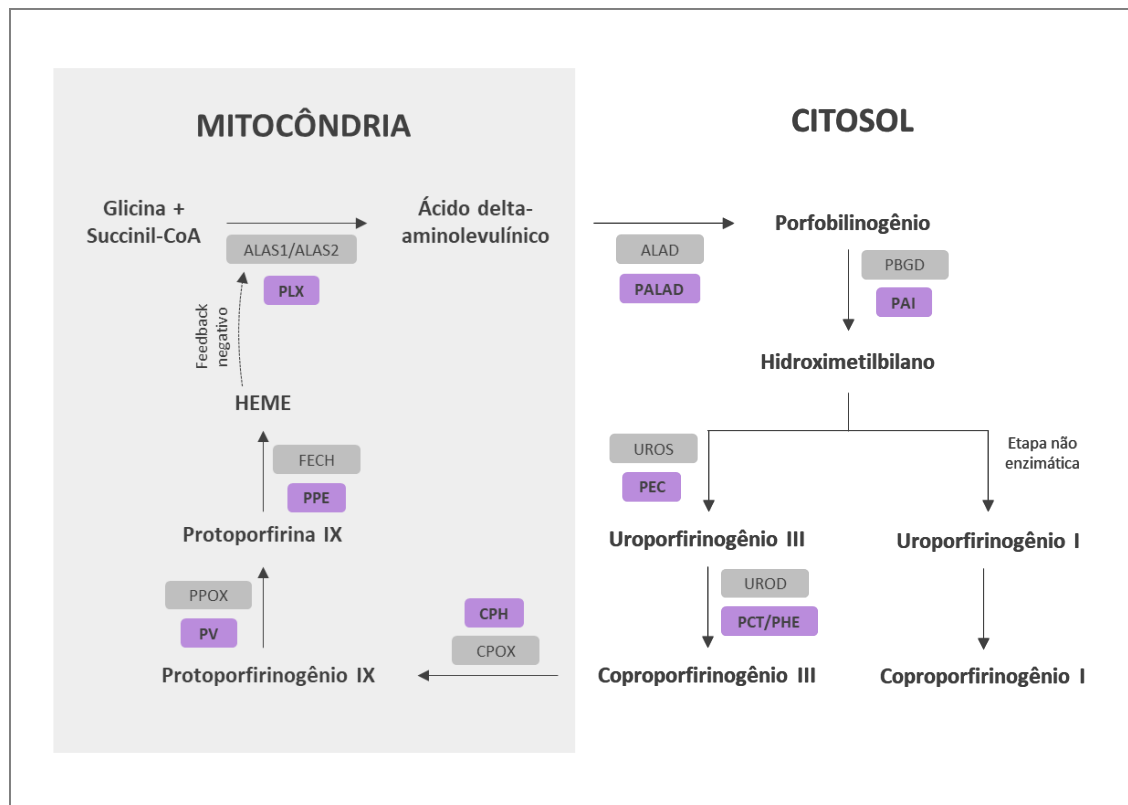 MITOCÔNDRIA
CITOSOL
Glicina +
Succinil-CoA
ALAS1/ALAS2
PLX
Ácido delta-
aminolevulínico
ALAD
PALAD
Porfobilinogênio
PBGD
PAI
Hidroximetilbilano
Feedback
negativo
HEME
FECH
PPE
Protoporfirina IX
PPOX
PV
Protoporfirinogênio IX
CPH
CPOX
UROS
PEC
Etapa não
enzimática
Uroporfirinogênio III
Uroporfirinogênio I
UROD
PCT/PHE
Coproporfirinogênio III
Coproporfirinogênio I